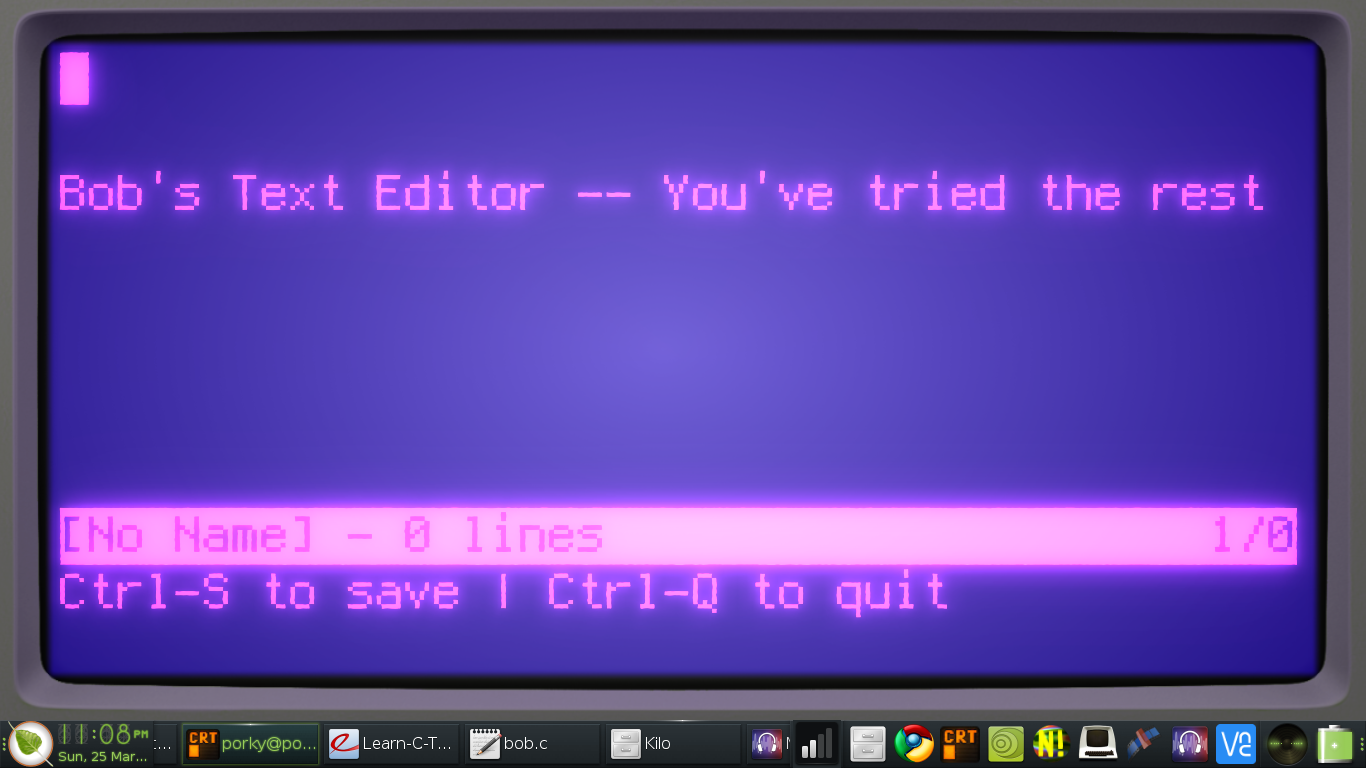 Bob's Text Editor -- You've tried the rest
[No Name] - 0 lines 1/0
Ctrl-S to save | Ctrl-Q to quit
11:08 PM
Sun, 25 Mar...
CRT porky@po... Learn-C-T... bob.c Kilo CRT N!